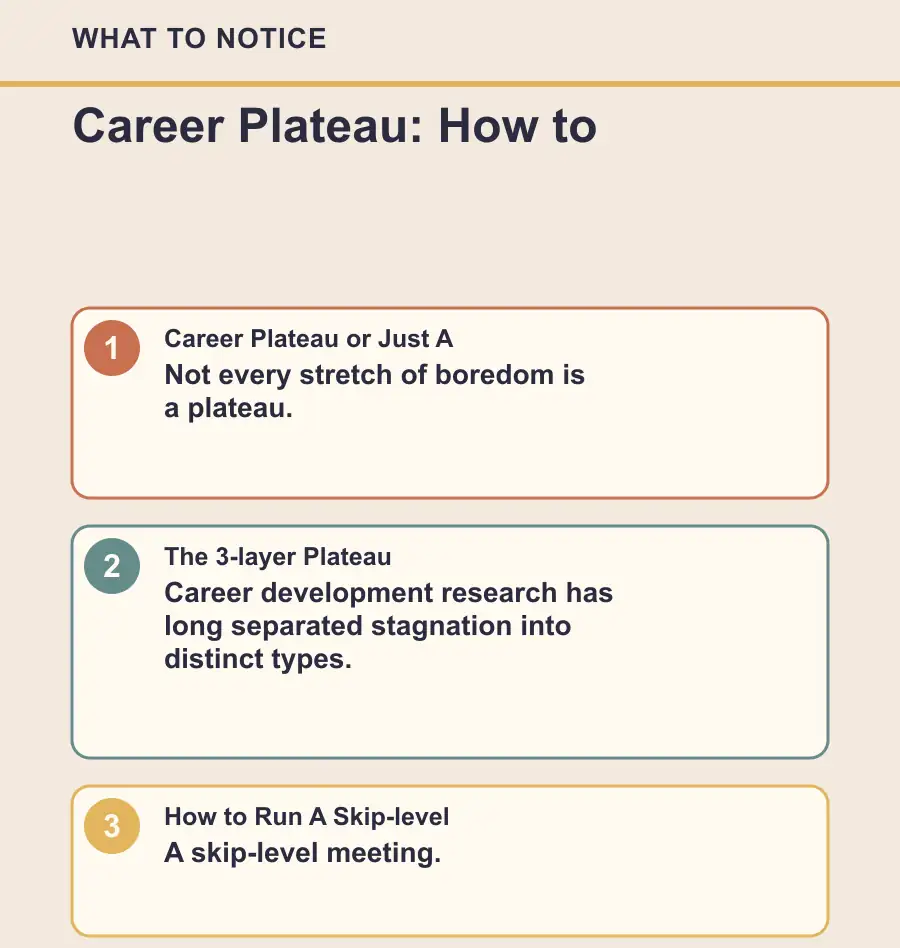 WHAT TO NOTICE
Career Plateau: How to
1
Career Plateau or Just A
Not every stretch of boredom is
a plateau.
2
The 3-layer Plateau
Career development research has
long separated stagnation into
distinct types.
3
How to Run A Skip-level
A skip-level meeting.